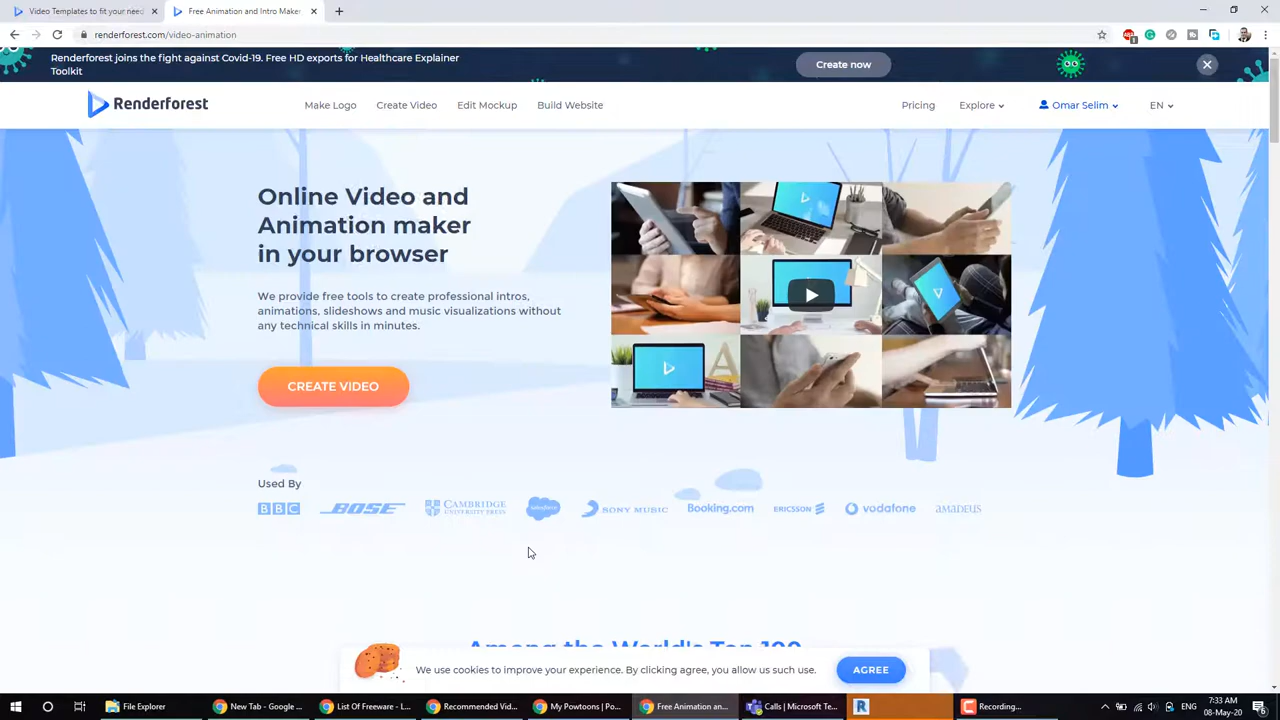 Video Templates to fit your need
Free Animation and Intro Maker
renderforest.com/video-animation
Renderforest joins the fight against Covid-19. Free HD exports for Healthcare Explainer
Toolkit
Create now
Renderforest
Make Logo
Create Video
Edit Mockup
Build Website
Pricing
Explore
Omar Selim
EN
Online Video and
Animation maker
in your browser
We provide free tools to create professional intros,
animations, slideshows and music visualizations without
any technical skills in minutes.
CREATE VIDEO
Used By
BBC
BOSE
CAMBRIDGE
UNIVERSITY PRESS
salesforce
SONY MUSIC
Booking.com
ERICSSON
vodafone
AMADEUS
Among the World's Top 100
We use cookies to improve your experience. By clicking agree, you allow us such use.
AGREE
File Explorer
New Tab - Google ...
List Of Freeware - L...
Recommended Vid...
My Powtoons | Po...
Free Animation an...
Calls | Microsoft Te...
Recording...
7:33 AM
08-May-20